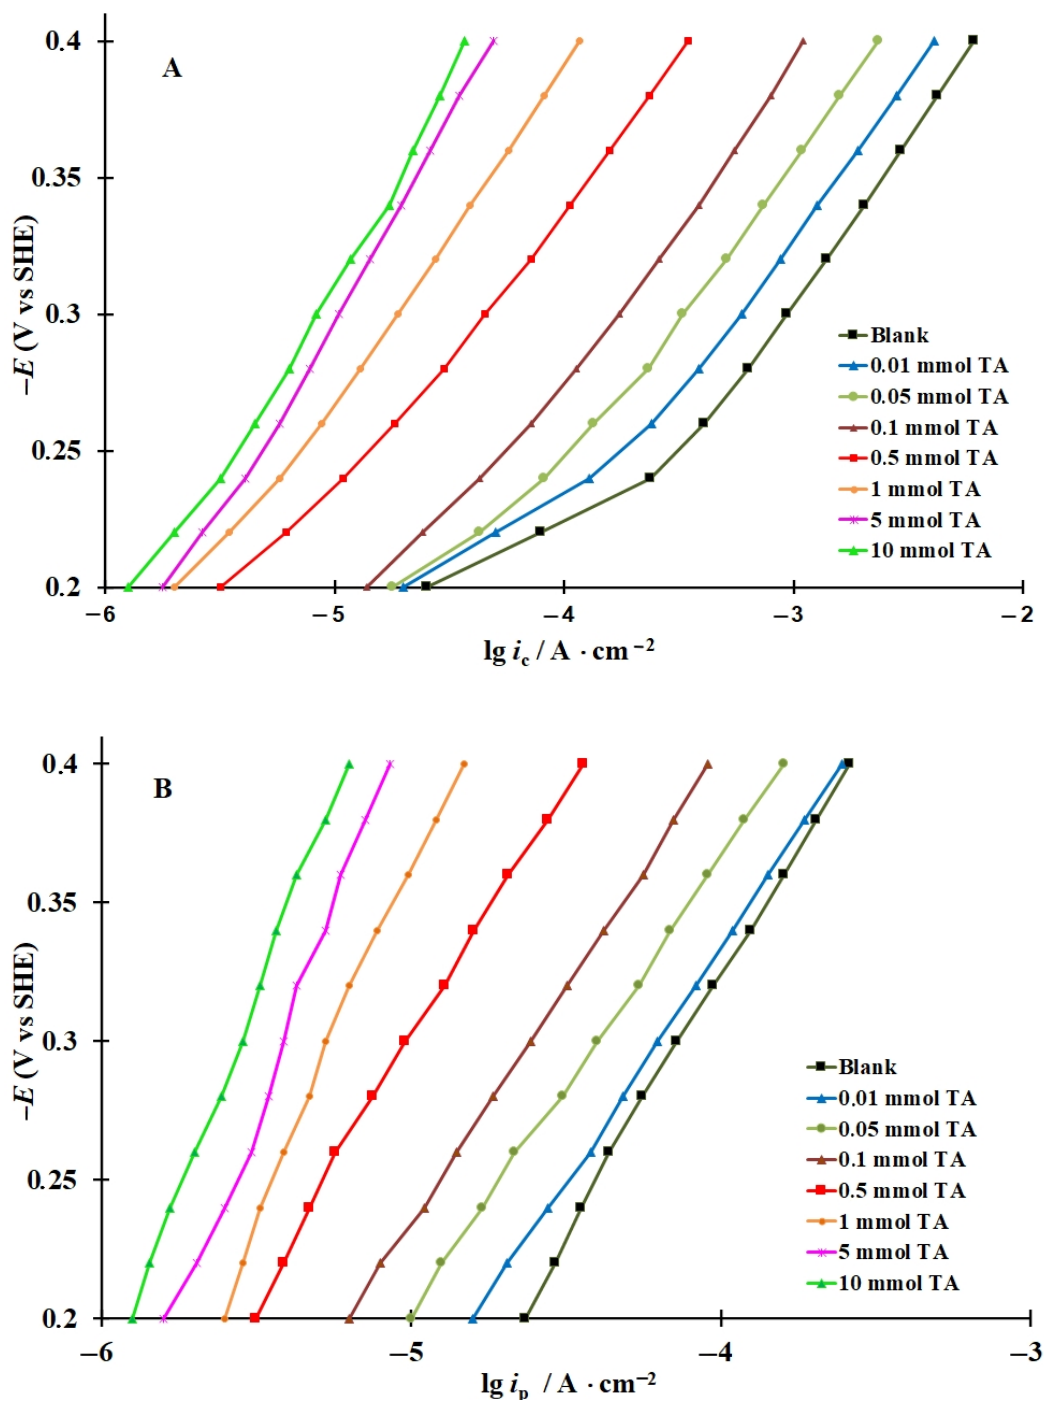 A
0.4
0.35
0.3
0.25
0.2
−E (V vs SHE)
Blank
0.01 mmol TA
0.05 mmol TA
0.1 mmol TA
0.5 mmol TA
1 mmol TA
5 mmol TA
10 mmol TA
−6
−5
−4
−3
−2
lg ic / A · cm−2
B
0.4
0.35
0.3
0.25
0.2
−E (V vs SHE)
Blank
0.01 mmol TA
0.05 mmol TA
0.1 mmol TA
0.5 mmol TA
1 mmol TA
5 mmol TA
10 mmol TA
−6
−5
−4
−3
lg ip / A · cm−2